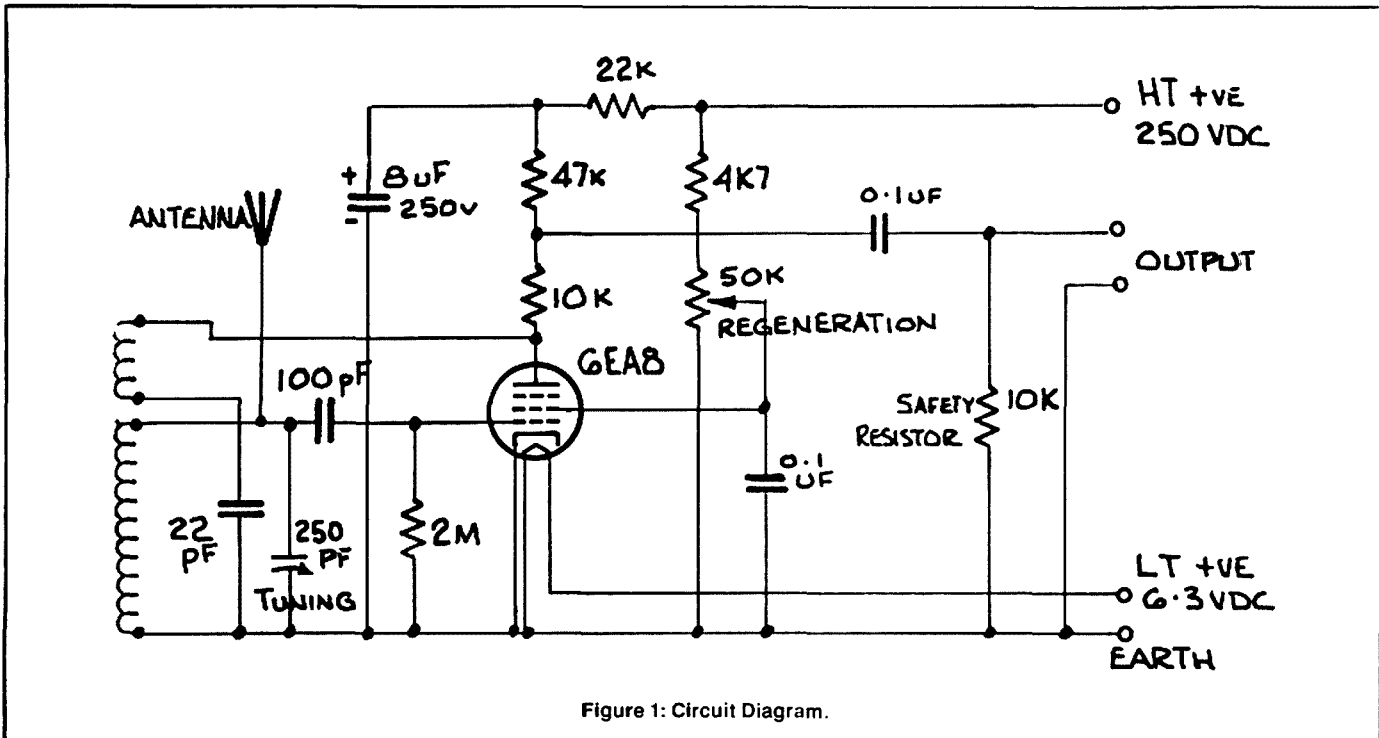 22K
HT +VE
250 VDC
+ 8uF
- 250v
47K
4K7
0.1UF
ANTENNA
OUTPUT
10K
50K
REGENERATION
6EA8
100pF
SAFETY
RESISTOR
10K
0.1
UF
22
PF
250
PF
TUNING
2M
LT +VE
6.3 VDC
EARTH
Figure 1: Circuit Diagram.